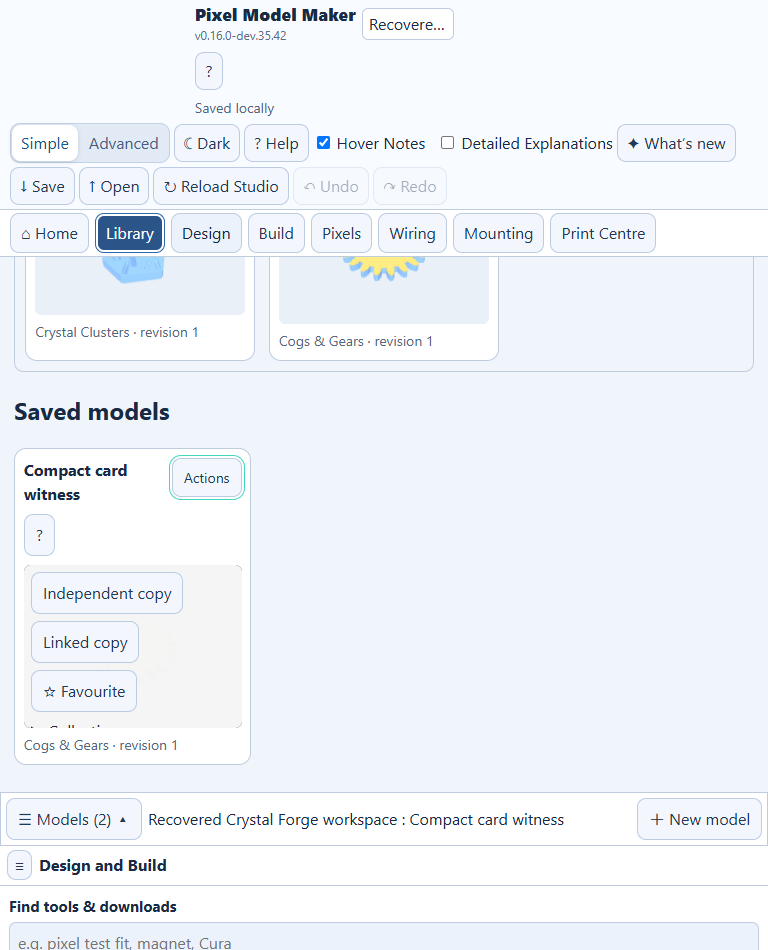 Pixel Model Maker
v0.16.0-dev.35.42
Recovere...
?
Saved locally
Simple Advanced ☾ Dark ? Help Hover Notes Detailed Explanations ✦ What's new
↓ Save ↑ Open ↻ Reload Studio ↶ Undo ↷ Redo
⌂ Home Library Design Build Pixels Wiring Mounting Print Centre
Crystal Clusters · revision 1
Cogs & Gears · revision 1
Saved models
Compact card
witness
Actions
?
Independent copy
Linked copy
☆ Favourite
Cogs & Gears · revision 1
☰ Models (2) ▲ Recovered Crystal Forge workspace : Compact card witness + New model
≡ Design and Build
Find tools & downloads
e.g. pixel test fit, magnet, Cura